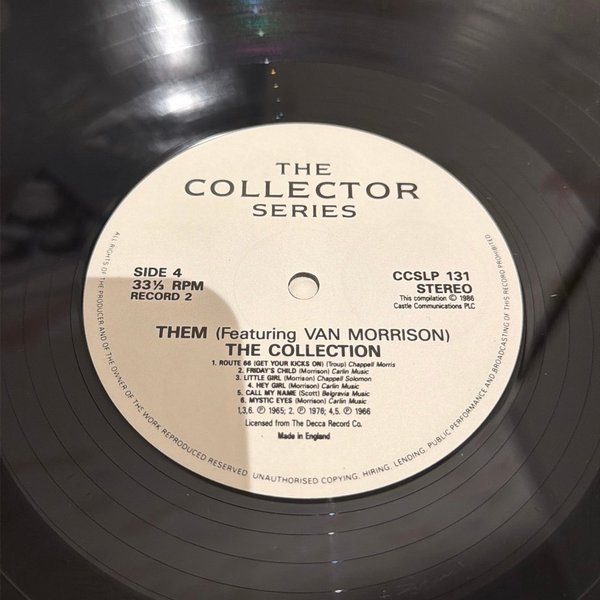 THE
COLLECTOR
SERIES
SIDE 4
33⅓ RPM
RECORD 2
CCSLP 131
STEREO
This compilation © 1986
Castle Communications PLC
THEM (Featuring VAN MORRISON)
THE COLLECTION
1. ROUTE 66 (GET YOUR KICKS ON) (Troup) Chappell Morris
2. FRIDAY'S CHILD (Morrison) Carlin Music
3. LITTLE GIRL (Morrison) Chappell Solomon
4. HEY GIRL (Morrison) Carlin Music
5. CALL MY NAME (Scott) Belgravia Music
6. MYSTIC EYES (Morrison) Carlin Music
1,3,6. ℗ 1965; 2. ℗ 1976; 4,5. ℗ 1966
Licensed from The Decca Record Co.
Made in England
ALL RIGHTS OF THE PRODUCER AND OF THE OWNER OF THE WORK REPRODUCED RESERVED UNAUTHORISED COPYING, HIRING, LENDING, PUBLIC PERFORMANCE AND BROADCASTING OF THIS RECORD PROHIBITED